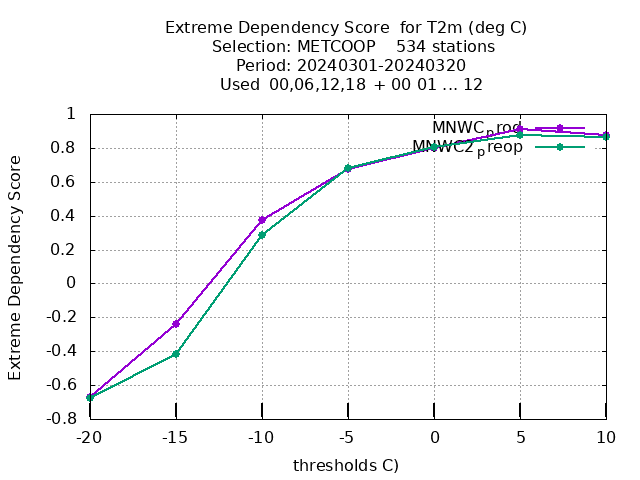 Extreme Dependency Score  for T2m (deg C)
Selection: METCOOP    534 stations
Period: 20240301-20240320
Used  00,06,12,18  + 00 01 ... 12
Extreme Dependency Score
1
0.8
0.6
0.4
0.2
0
-0.2
-0.4
-0.6
-0.8
MNWCprod
MNWC2preop
-20 -15 -10 -5 0 5 10
thresholds C)